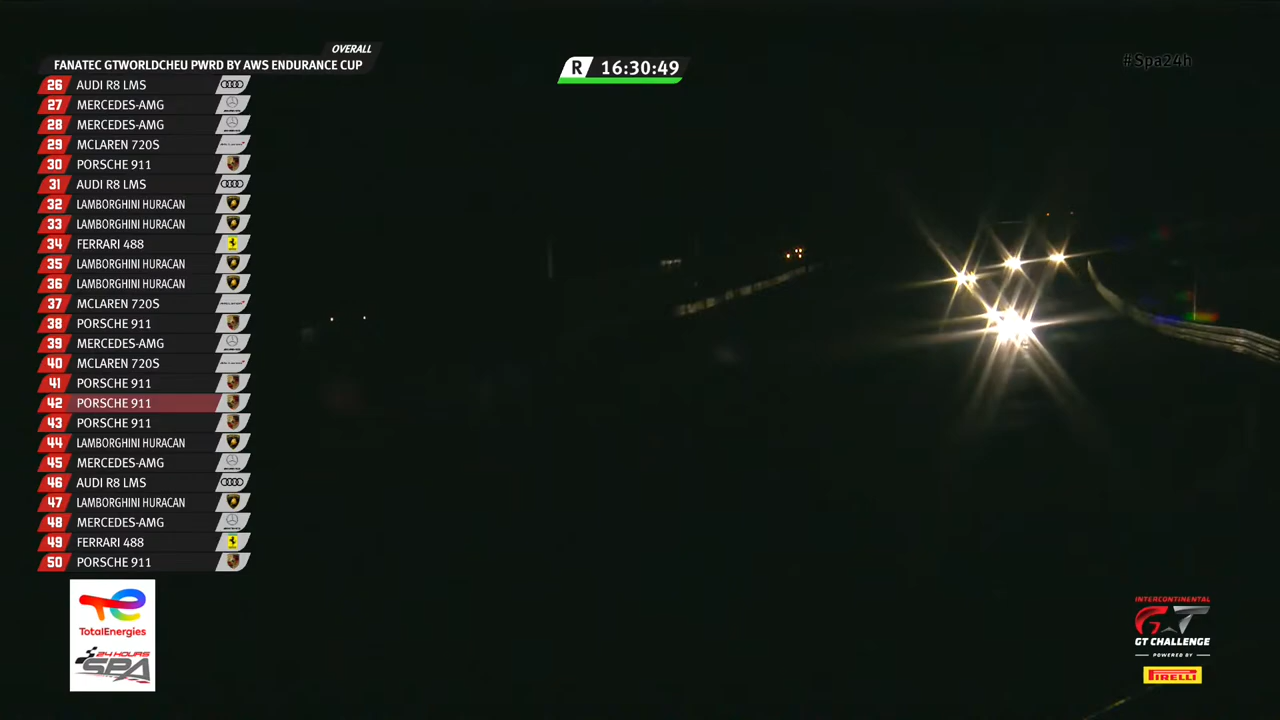 OVERALL
FANATEC GTWORLDCHEU PWRD BY AWS ENDURANCE CUP
R 16:30:49
#Spa24h
26 AUDI R8 LMS
27 MERCEDES-AMG
28 MERCEDES-AMG
29 MCLAREN 720S
30 PORSCHE 911
31 AUDI R8 LMS
32 LAMBORGHINI HURACAN
33 LAMBORGHINI HURACAN
34 FERRARI 488
35 LAMBORGHINI HURACAN
36 LAMBORGHINI HURACAN
37 MCLAREN 720S
38 PORSCHE 911
39 MERCEDES-AMG
40 MCLAREN 720S
41 PORSCHE 911
42 PORSCHE 911
43 PORSCHE 911
44 LAMBORGHINI HURACAN
45 MERCEDES-AMG
46 AUDI R8 LMS
47 LAMBORGHINI HURACAN
48 MERCEDES-AMG
49 FERRARI 488
50 PORSCHE 911
TotalEnergies
24 HOURS
SPA
INTERCONTINENTAL
GT
GT CHALLENGE
POWERED BY
PIRELLI